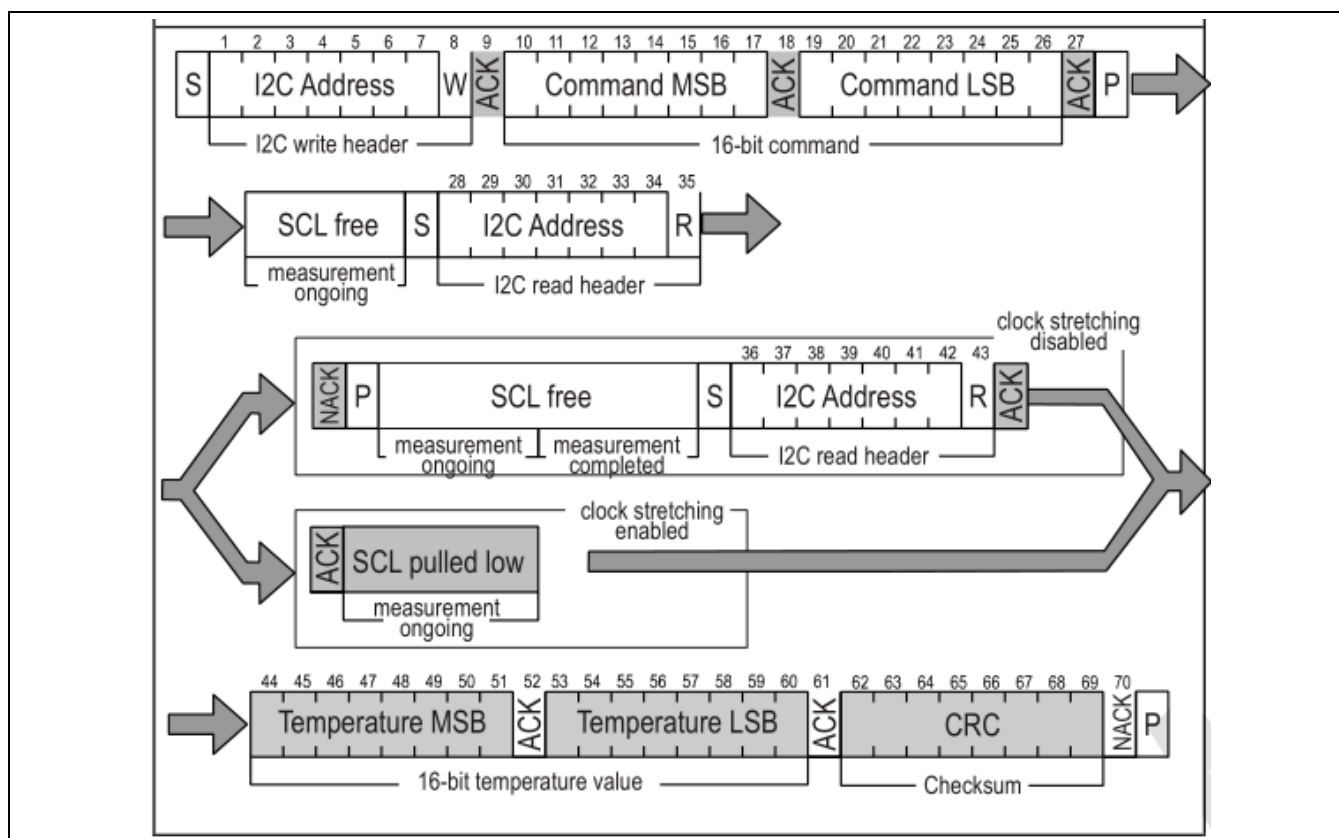 1 2 3 4 5 6 7 8 9 10 11 12 13 14 15 16 17 18 19 20 21 22 23 24 25 26 27
S I2C Address W ACK Command MSB ACK Command LSB ACK P
I2C write header 16-bit command
28 29 30 31 32 33 34 35
SCL free S I2C Address R
measurement
ongoing
I2C read header
clock stretching
disabled
36 37 38 39 40 41 42 43
NACK P SCL free S I2C Address R ACK
measurement
ongoing
measurement
completed
I2C read header
clock stretching
enabled
ACK SCL pulled low
measurement
ongoing
44 45 46 47 48 49 50 51 52 53 54 55 56 57 58 59 60 61 62 63 64 65 66 67 68 69 70
Temperature MSB ACK Temperature LSB ACK CRC NACK P
16-bit temperature value Checksum